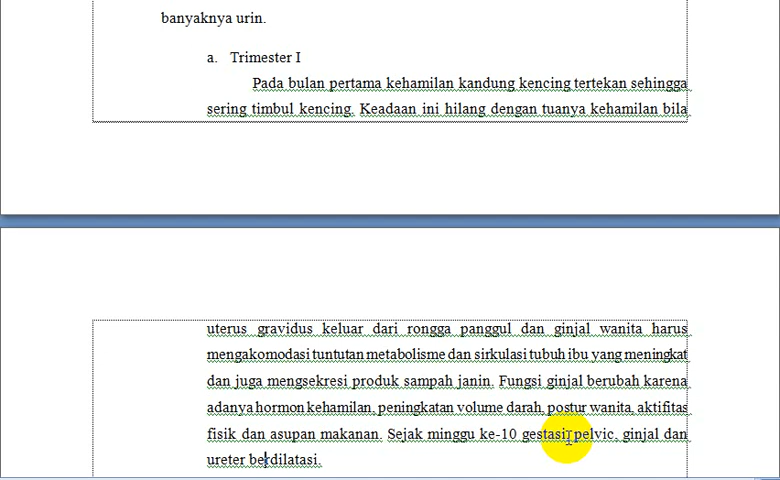 banyaknya urin.
a. Trimester I
Pada bulan pertama kehamilan kandung kencing tertekan sehingga
sering timbul kencing. Keadaan ini hilang dengan tuanya kehamilan bila
uterus gravidus keluar dari rongga panggul dan ginjal wanita harus
mengakomodasi tuntutan metabolisme dan sirkulasi tubuh ibu yang meningkat
dan juga mengsekresi produk sampah janin. Fungsi ginjal berubah karena
adanya hormon kehamilan, peningkatan volume darah, postur wanita, aktifitas
fisik dan asupan makanan. Sejak minggu ke-10 gestasi, pelvic, ginjal dan
ureter berdilatasi.